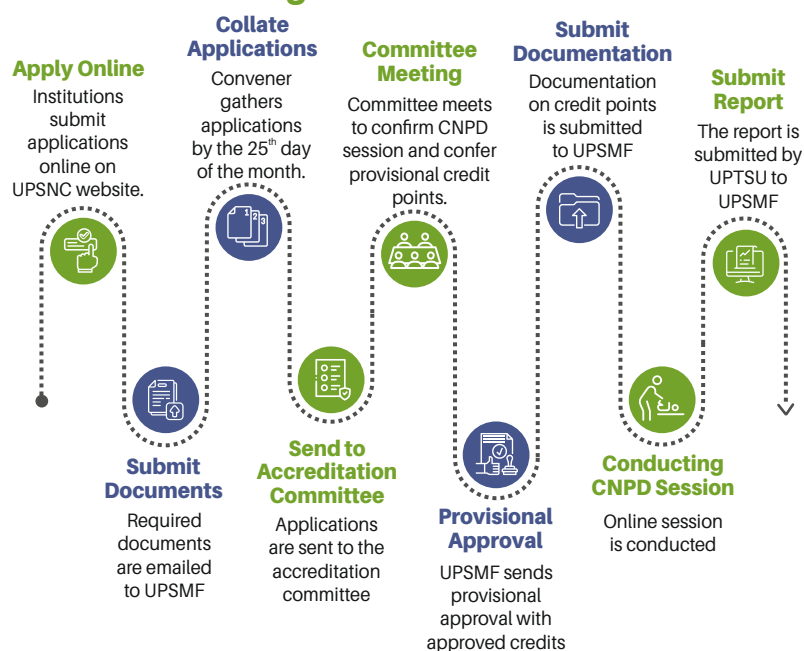 Apply Online
Institutions
submit
applications
online on
UPSNC website.
Submit
Documents
Required
documents
are emailed
to UPSMF
Collate
Applications
Convener
gathers
applications
by the 25th day
of the month.
1
2
3
Send to
Accreditation
Committee
Applications
are sent to the
accreditation
committee
Committee
Meeting
Committee meets
to confirm CNPD
session and confer
provisional credit
points.
Provisional
Approval
UPSMF sends
provisional
approval with
approved credits
Submit
Documentation
Documentation
on credit points
is submitted
to UPSMF
Conducting
CNPD Session
Online session
is conducted
Submit
Report
The report is
submitted by
UPTSU to
UPSMF